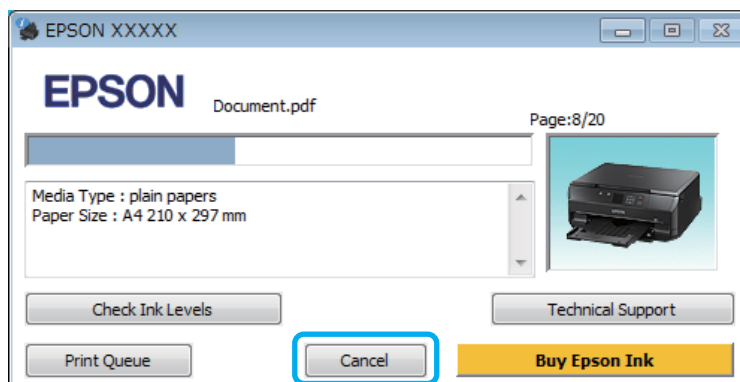 EPSON XXXXX
EPSON
Document.pdf
Page:8/20
Media Type : plain papers
Paper Size : A4 210 x 297 mm
Check Ink Levels
Technical Support
Print Queue
Cancel
Buy Epson Ink